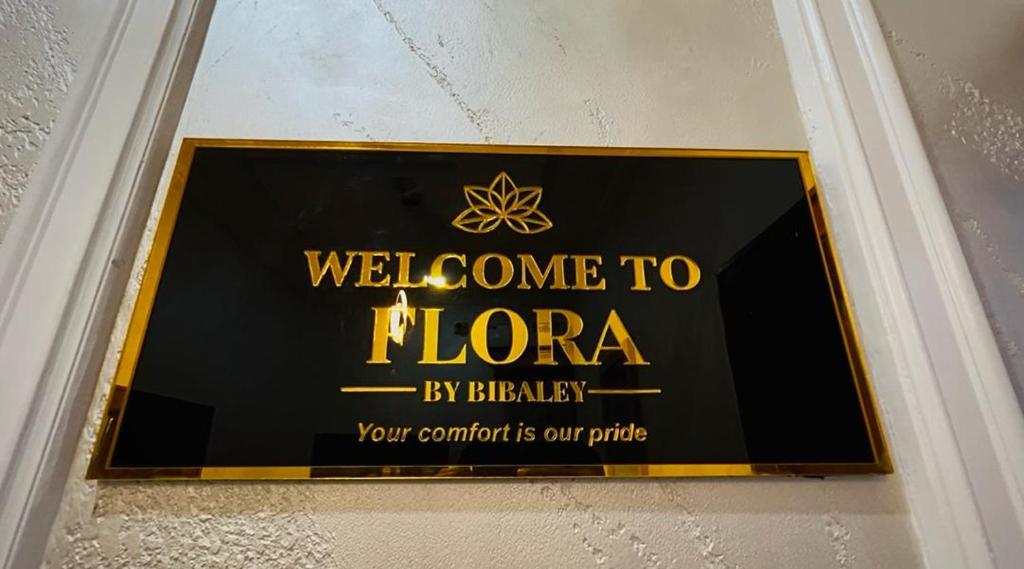 WELCOME TO
FLORA
BY BIBALEY
Your comfort is our pride